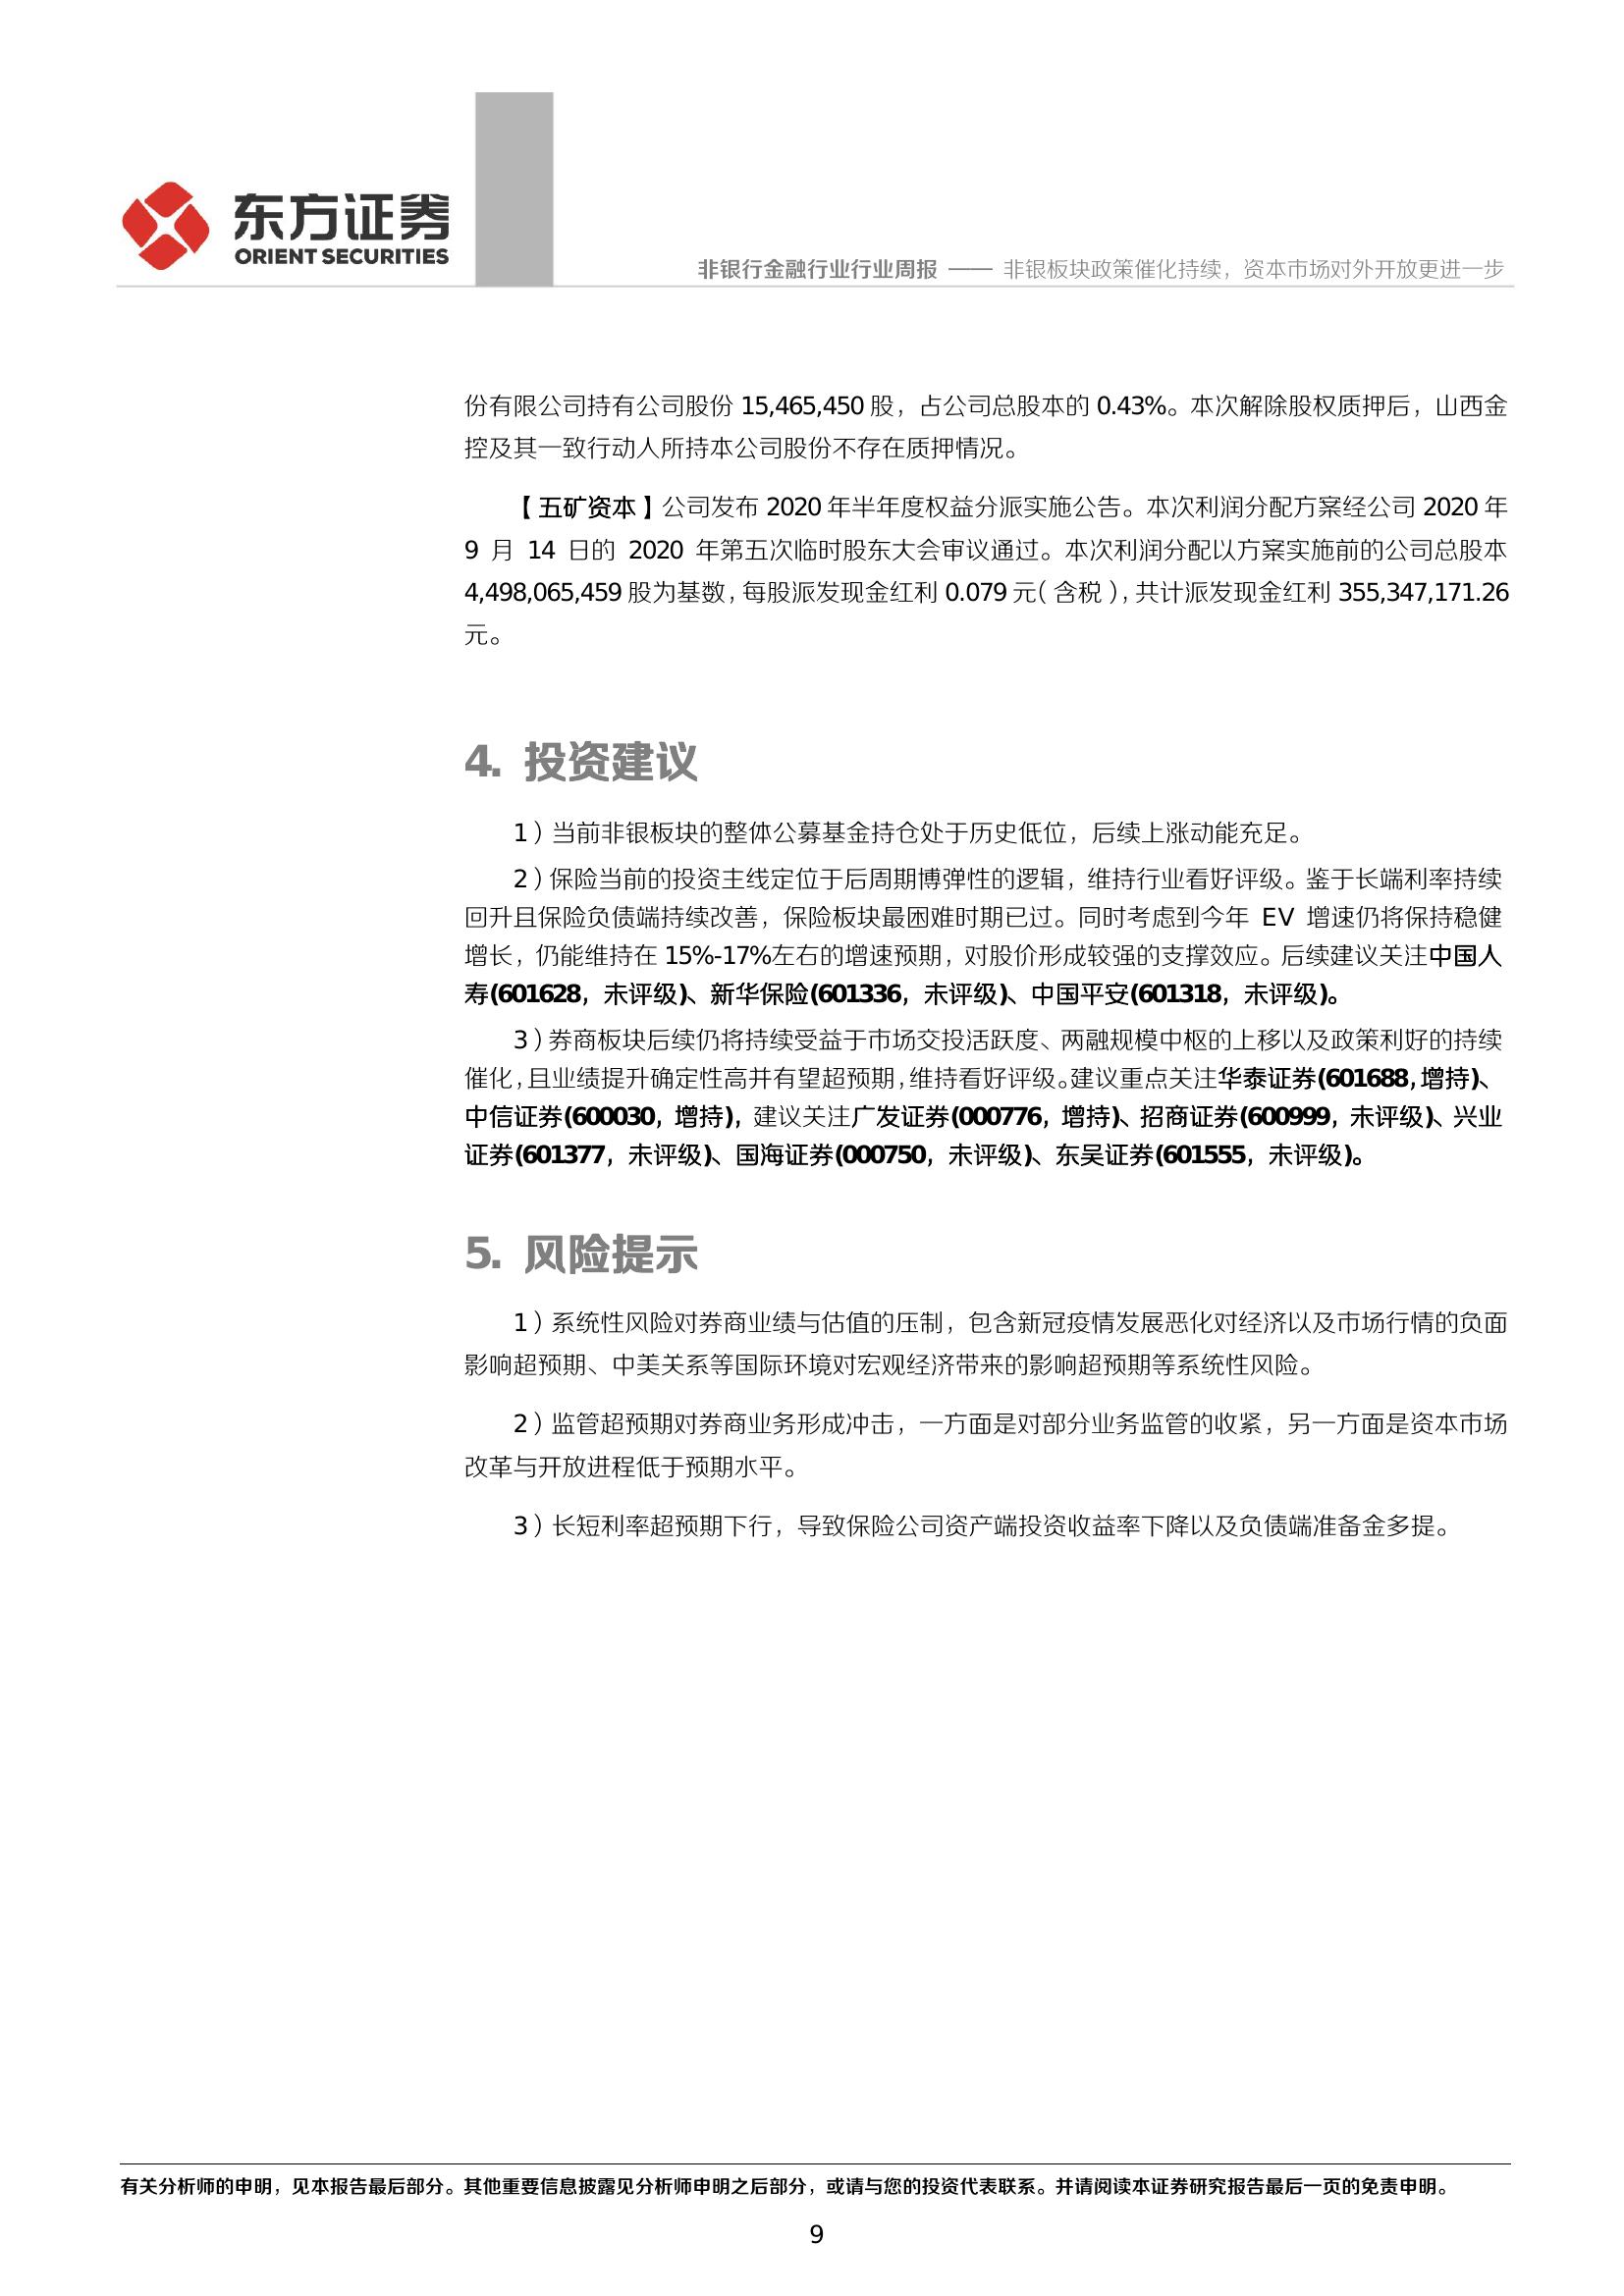 东方证券
ORIENT SECURITIES
非银行金融行业行业周报 —— 非银板块政策催化持续，资本市场对外开放更进一步
份有限公司持有公司股份 15,465,450 股，占公司总股本的 0.43%。本次解除股权质押后，山西金
控及其一致行动人所持本公司股份不存在质押情况。
【五矿资本】公司发布 2020 年半年度权益分派实施公告。本次利润分配方案经公司 2020 年
9 月 14 日的 2020 年第五次临时股东大会审议通过。本次利润分配以方案实施前的公司总股本
4,498,065,459 股为基数，每股派发现金红利 0.079 元（含税），共计派发现金红利 355,347,171.26
元。
4. 投资建议
1）当前非银板块的整体公募基金持仓处于历史低位，后续上涨动能充足。
2）保险当前的投资主线定位于后周期博弹性的逻辑，维持行业看好评级。鉴于长端利率持续
回升且保险负债端持续改善，保险板块最困难时期已过。同时考虑到今年 EV 增速仍将保持稳健
增长，仍能维持在 15%-17%左右的增速预期，对股价形成较强的支撑效应。后续建议关注中国人
寿(601628，未评级)、新华保险(601336，未评级)、中国平安(601318，未评级)。
3）券商板块后续仍将持续受益于市场交投活跃度、两融规模中枢的上移以及政策利好的持续
催化，且业绩提升确定性高并有望超预期，维持看好评级。建议重点关注华泰证券(601688，增持)、
中信证券(600030，增持)，建议关注广发证券(000776，增持)、招商证券(600999，未评级)、兴业
证券(601377，未评级)、国海证券(000750，未评级)、东吴证券(601555，未评级)。
5. 风险提示
1）系统性风险对券商业绩与估值的压制，包含新冠疫情发展恶化对经济以及市场行情的负面
影响超预期、中美关系等国际环境对宏观经济带来的影响超预期等系统性风险。
2）监管超预期对券商业务形成冲击，一方面是对部分业务监管的收紧，另一方面是资本市场
改革与开放进程低于预期水平。
3）长短利率超预期下行，导致保险公司资产端投资收益率下降以及负债端准备金多提。
有关分析师的申明，见本报告最后部分。其他重要信息披露见分析师申明之后部分，或请与您的投资代表联系。并请阅读本证券研究报告最后一页的免责申明。
9